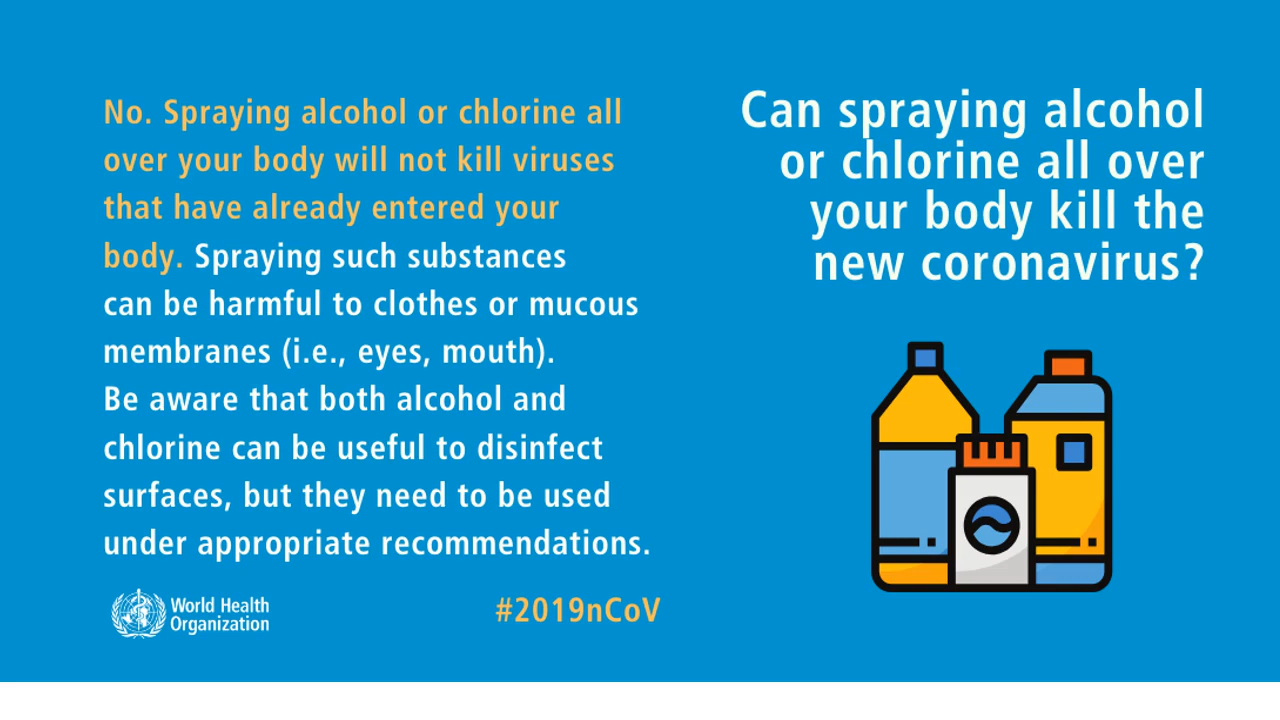 Can spraying alcohol
or chlorine all over
your body kill the
new coronavirus?
No. Spraying alcohol or chlorine all
over your body will not kill viruses
that have already entered your
body. Spraying such substances
can be harmful to clothes or mucous
membranes (i.e., eyes, mouth).
Be aware that both alcohol and
chlorine can be useful to disinfect
surfaces, but they need to be used
under appropriate recommendations.
World Health
Organization
#2019nCoV